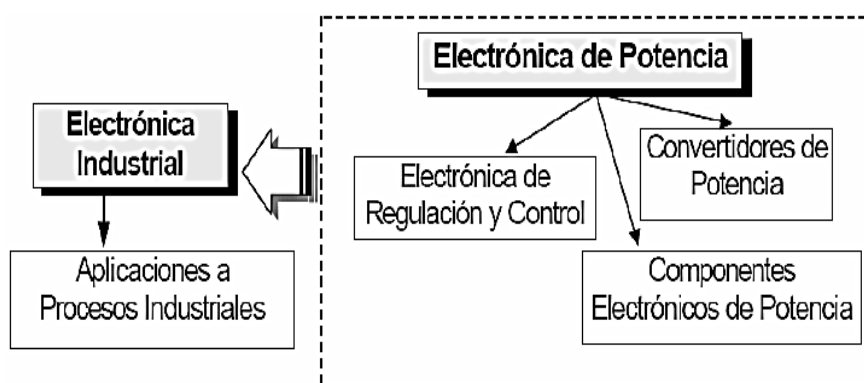 Electrónica de Potencia
Electrónica
Industrial
Convertidores de
Potencia
Electrónica de
Regulación y Control
Aplicaciones a
Procesos Industriales
Componentes
Electrónicos de Potencia